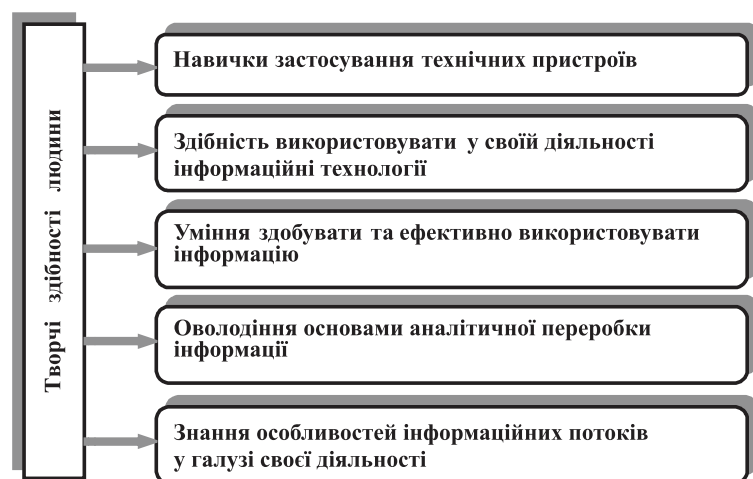 Творчі здібності людини
Навички застосування технічних пристроїв
Здібність використовувати у своїй діяльності
інформаційні технології
Уміння здобувати та ефективно використовувати
інформацію
Оволодіння основами аналітичної переробки
інформації
Знання особливостей інформаційних потоків
у галузі своєї діяльності